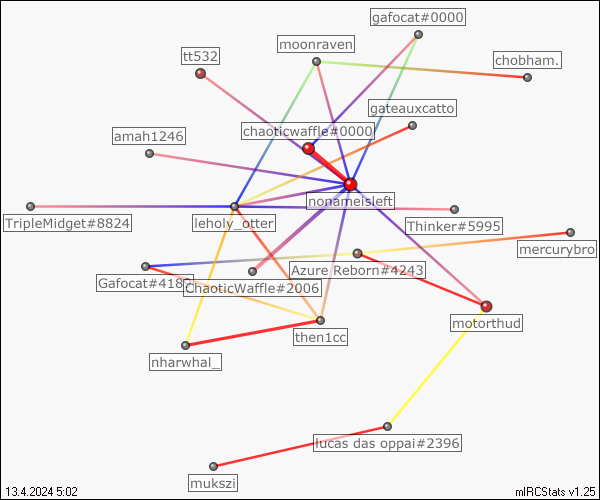 gafocat#0000
moonraven
tt532
chobham.
gateauxcatto
chaoticwaffle#0000
amah1246
nonameisleft
TripleMidget#8824
leholy_otter
Thinker#5995
mercurybro
Azure Reborn#4243
Gafocat#418
ChaoticWaffle#2006
motorthud
then1cc
nharwhal_
lucas das oppai#2396
mukszi
13.4.2024 5:02
mIRCStats v1.25